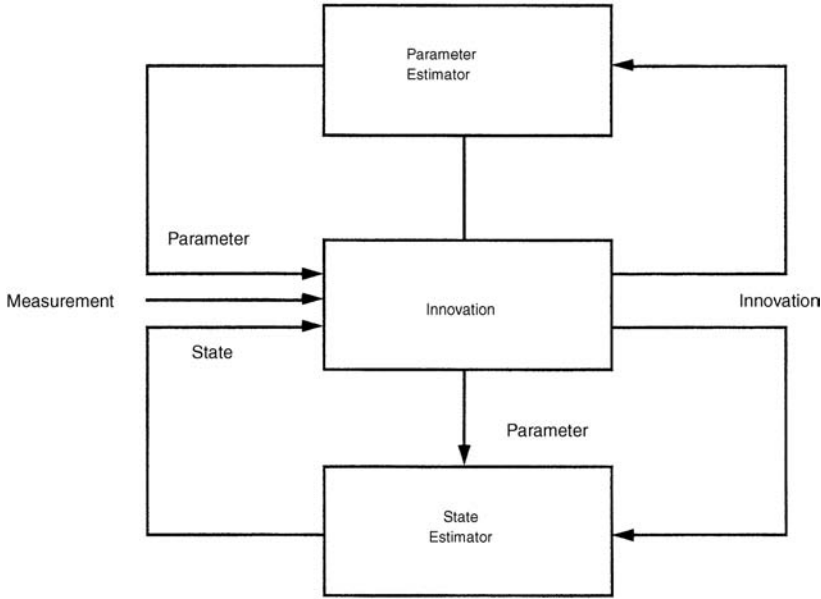 Parameter
Estimator
Parameter
Measurement
Innovation
Innovation
State
Parameter
State
Estimator